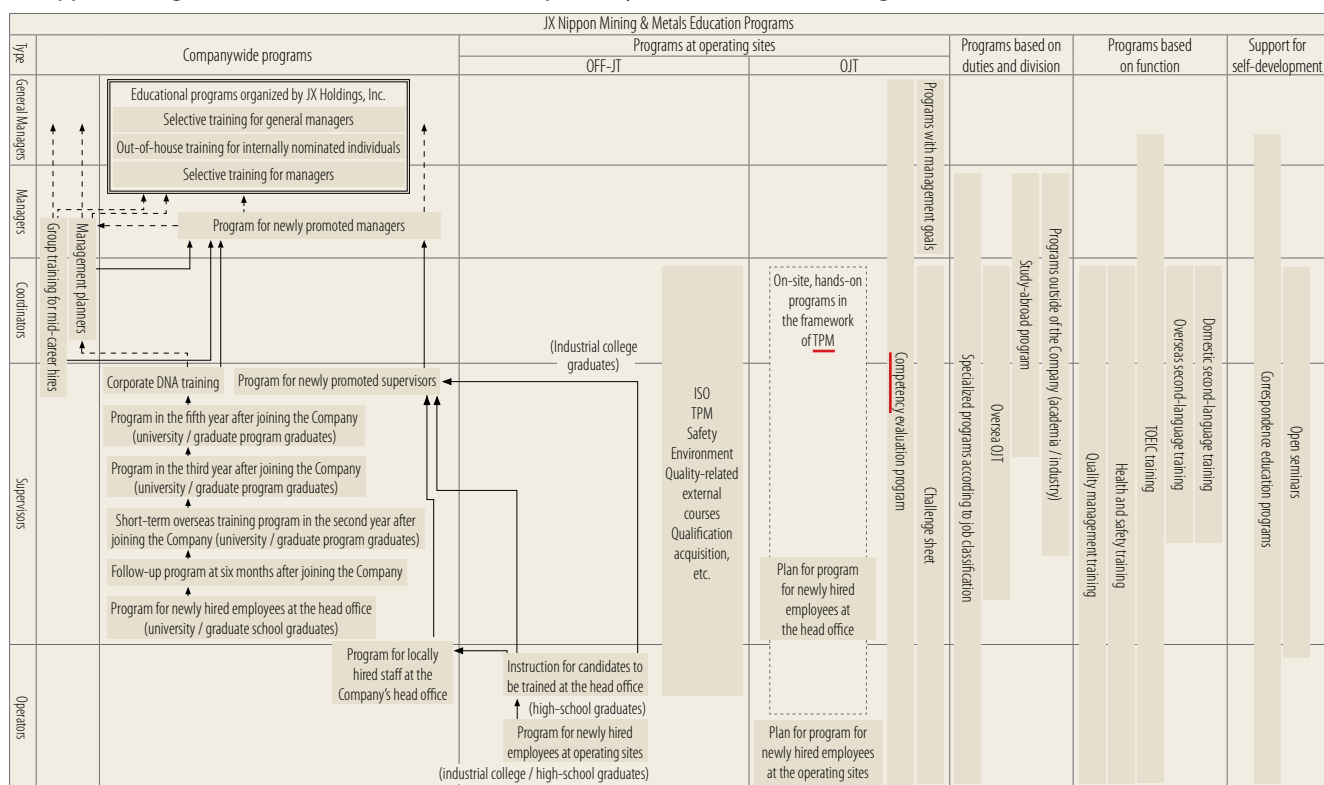 JX Nippon Mining & Metals Education Programs
Type
Companywide programs
Programs at operating sites
OFF-JT
OJT
Programs based on
duties and division
Programs based
on function
Support for
self-development
General Managers
Managers
Coordinators
Supervisors
Operators
Educational programs organized by JX Holdings, Inc.
Selective training for general managers
Out-of-house training for internally nominated individuals
Selective training for managers
Program for newly promoted managers
Group training for mid-career hires
Management planners
Corporate DNA training
Program for newly promoted supervisors
Program in the fifth year after joining the Company
(university / graduate program graduates)
Program in the third year after joining the Company
(university / graduate program graduates)
Short-term overseas training program in the second year after
joining the Company (university / graduate program graduates)
Follow-up program at six months after joining the Company
Program for newly hired employees at the head office
(university / graduate school graduates)
Program for locally
hired staff at the
Company's head office
(Industrial college
graduates)
Instruction for candidates to
be trained at the head office
(high-school graduates)
Program for newly hired
employees at operating sites
(industrial college / high-school graduates)
ISO
TPM
Safety
Environment
Quality-related
external
courses
Qualification
acquisition,
etc.
On-site, hands-on
programs in
the framework
of TPM
Plan for program
for newly hired
employees at
the head office
Plan for program for
newly hired employees
at the operating sites
Competency evaluation program
Programs with management goals
Challenge sheet
Specialized programs according to job classification
Oversea OJT
Study-abroad program
Programs outside of the Company (academia / industry)
Quality management training
Health and safety training
TOEIC training
Overseas second-language training
Domestic second-language training
Correspondence education programs
Open seminars